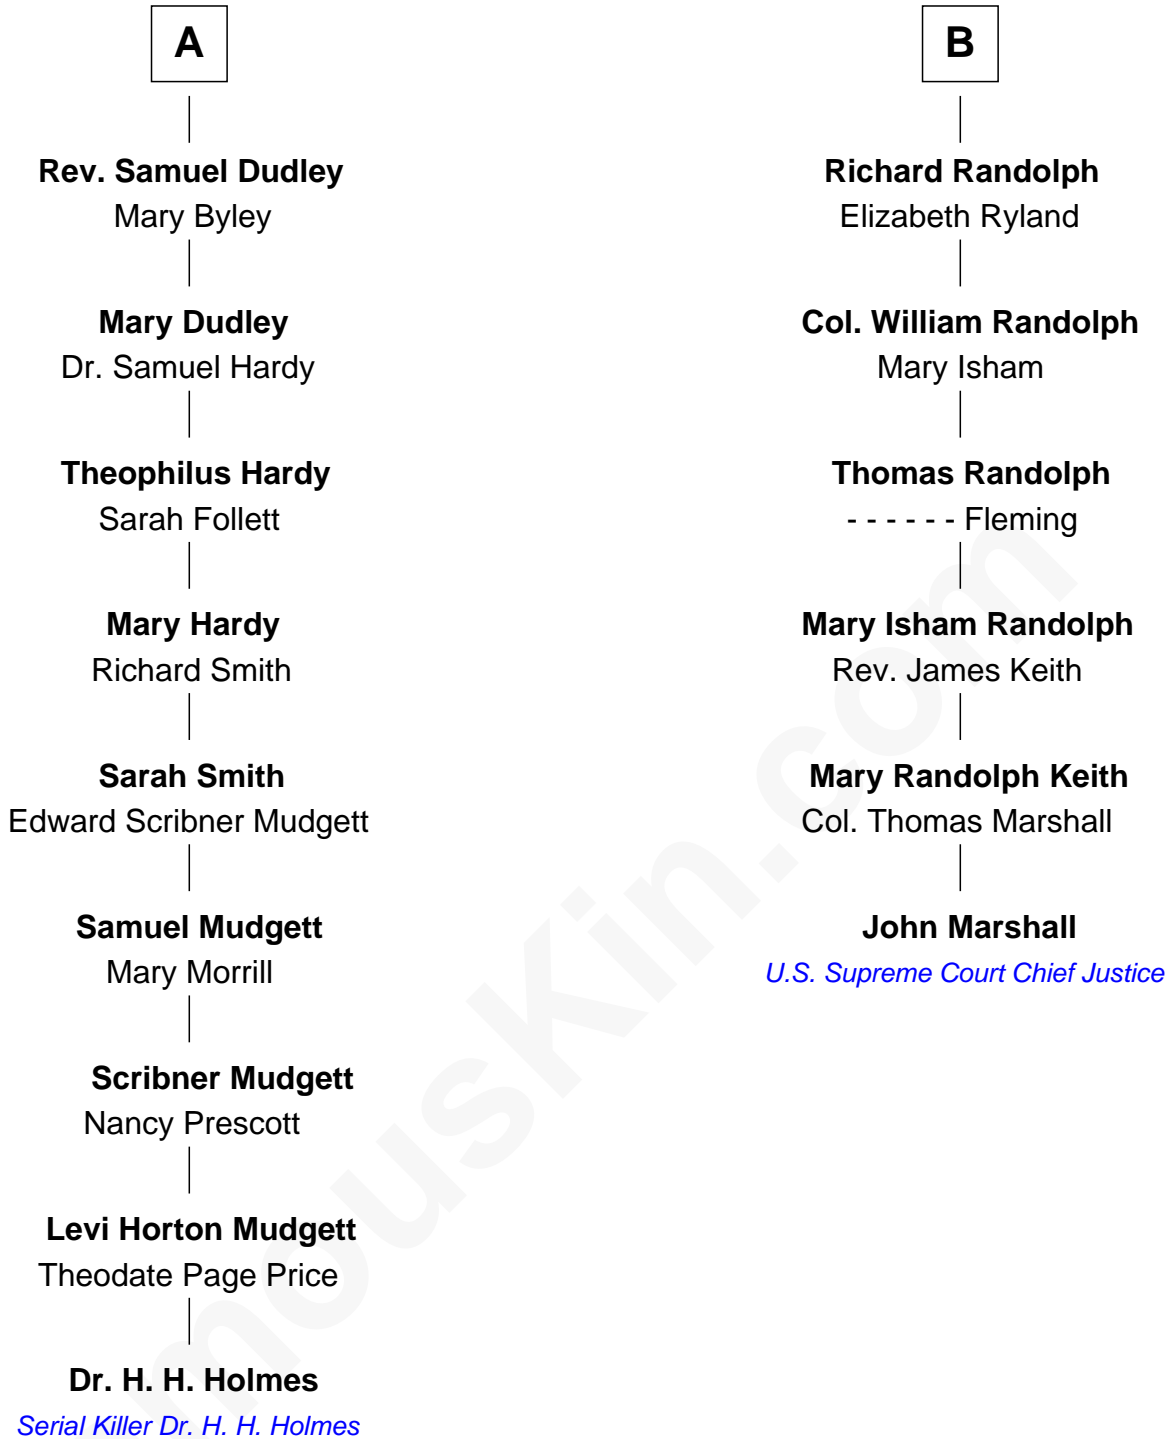 A
Rev. Samuel Dudley
Mary Byley
Mary Dudley
Dr. Samuel Hardy
Theophilus Hardy
Sarah Follett
Mary Hardy
Richard Smith
Sarah Smith
Edward Scribner Mudgett
Samuel Mudgett
Mary Morrill
Scribner Mudgett
Nancy Prescott
Levi Horton Mudgett
Theodate Page Price
Dr. H. H. Holmes
Serial Killer Dr. H. H. Holmes
B
Richard Randolph
Elizabeth Ryland
Col. William Randolph
Mary Isham
Thomas Randolph
- - - - - - Fleming
Mary Isham Randolph
Rev. James Keith
Mary Randolph Keith
Col. Thomas Marshall
John Marshall
U.S. Supreme Court Chief Justice
mousKin.com